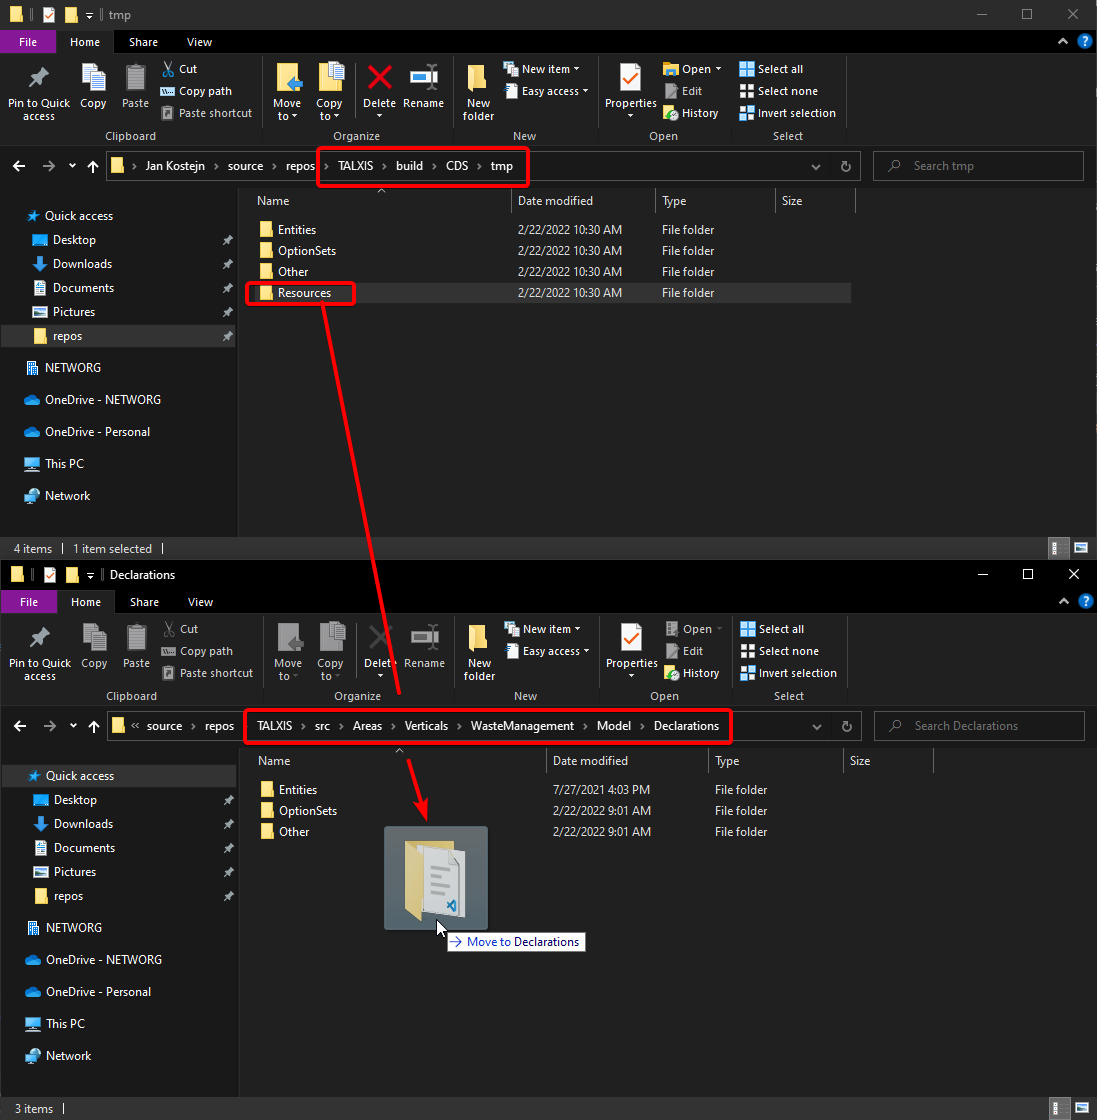 tmp
File Home Share View
Pin to Quick access
Copy
Paste
Cut
Copy path
Paste shortcut
Clipboard
Move to
Copy to
Delete
Rename
Organize
New folder
New item
Easy access
New
Properties
Open
Edit
History
Open
Select all
Select none
Invert selection
Select
Jan Kostejn > source > repos > TALXIS > build > CDS > tmp
Search tmp
Quick access
Desktop
Downloads
Documents
Pictures
repos
NETWORG
OneDrive - NETWORG
OneDrive - Personal
This PC
Network
Name Date modified Type Size
Entities 2/22/2022 10:30 AM File folder
OptionSets 2/22/2022 10:30 AM File folder
Other 2/22/2022 10:30 AM File folder
Resources 2/22/2022 10:30 AM File folder
4 items | 1 item selected |
Declarations
File Home Share View
Pin to Quick access
Copy
Paste
Cut
Copy path
Paste shortcut
Clipboard
Move to
Copy to
Delete
Rename
Organize
New folder
New item
Easy access
New
Properties
Open
Edit
History
Open
Select all
Select none
Invert selection
Select
« source > repos TALXIS > src > Areas > Verticals > WasteManagement > Model > Declarations
Search Declarations
Quick access
Desktop
Downloads
Documents
Pictures
repos
NETWORG
OneDrive - NETWORG
OneDrive - Personal
This PC
Network
Name Date modified Type Size
Entities 7/27/2021 4:03 PM File folder
OptionSets 2/22/2022 9:01 AM File folder
Other 2/22/2022 9:01 AM File folder
Move to Declarations
3 items |